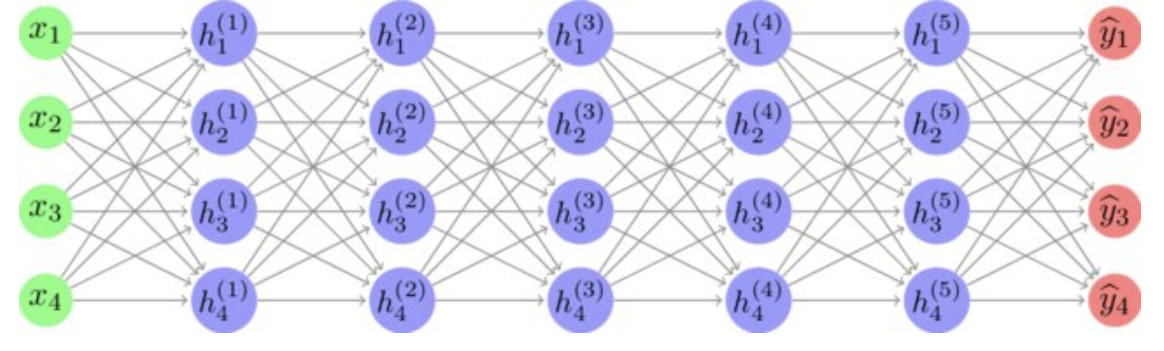 x₁ h₁⁽¹⁾ h₁⁽²⁾ h₁⁽³⁾ h₁⁽⁴⁾ h₁⁽⁵⁾ ŷ₁
x₂ h₂⁽¹⁾ h₂⁽²⁾ h₂⁽³⁾ h₂⁽⁴⁾ h₂⁽⁵⁾ ŷ₂
x₃ h₃⁽¹⁾ h₃⁽²⁾ h₃⁽³⁾ h₃⁽⁴⁾ h₃⁽⁵⁾ ŷ₃
x₄ h₄⁽¹⁾ h₄⁽²⁾ h₄⁽³⁾ h₄⁽⁴⁾ h₄⁽⁵⁾ ŷ₄